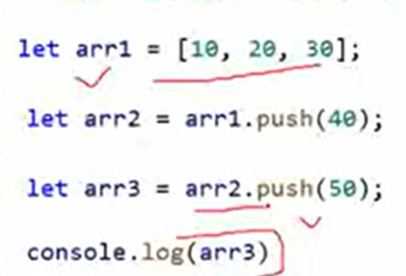 let arr1 = [10, 20, 30];
let arr2 = arr1.push(40);
let arr3 = arr2.push(50);
console.log(arr3)